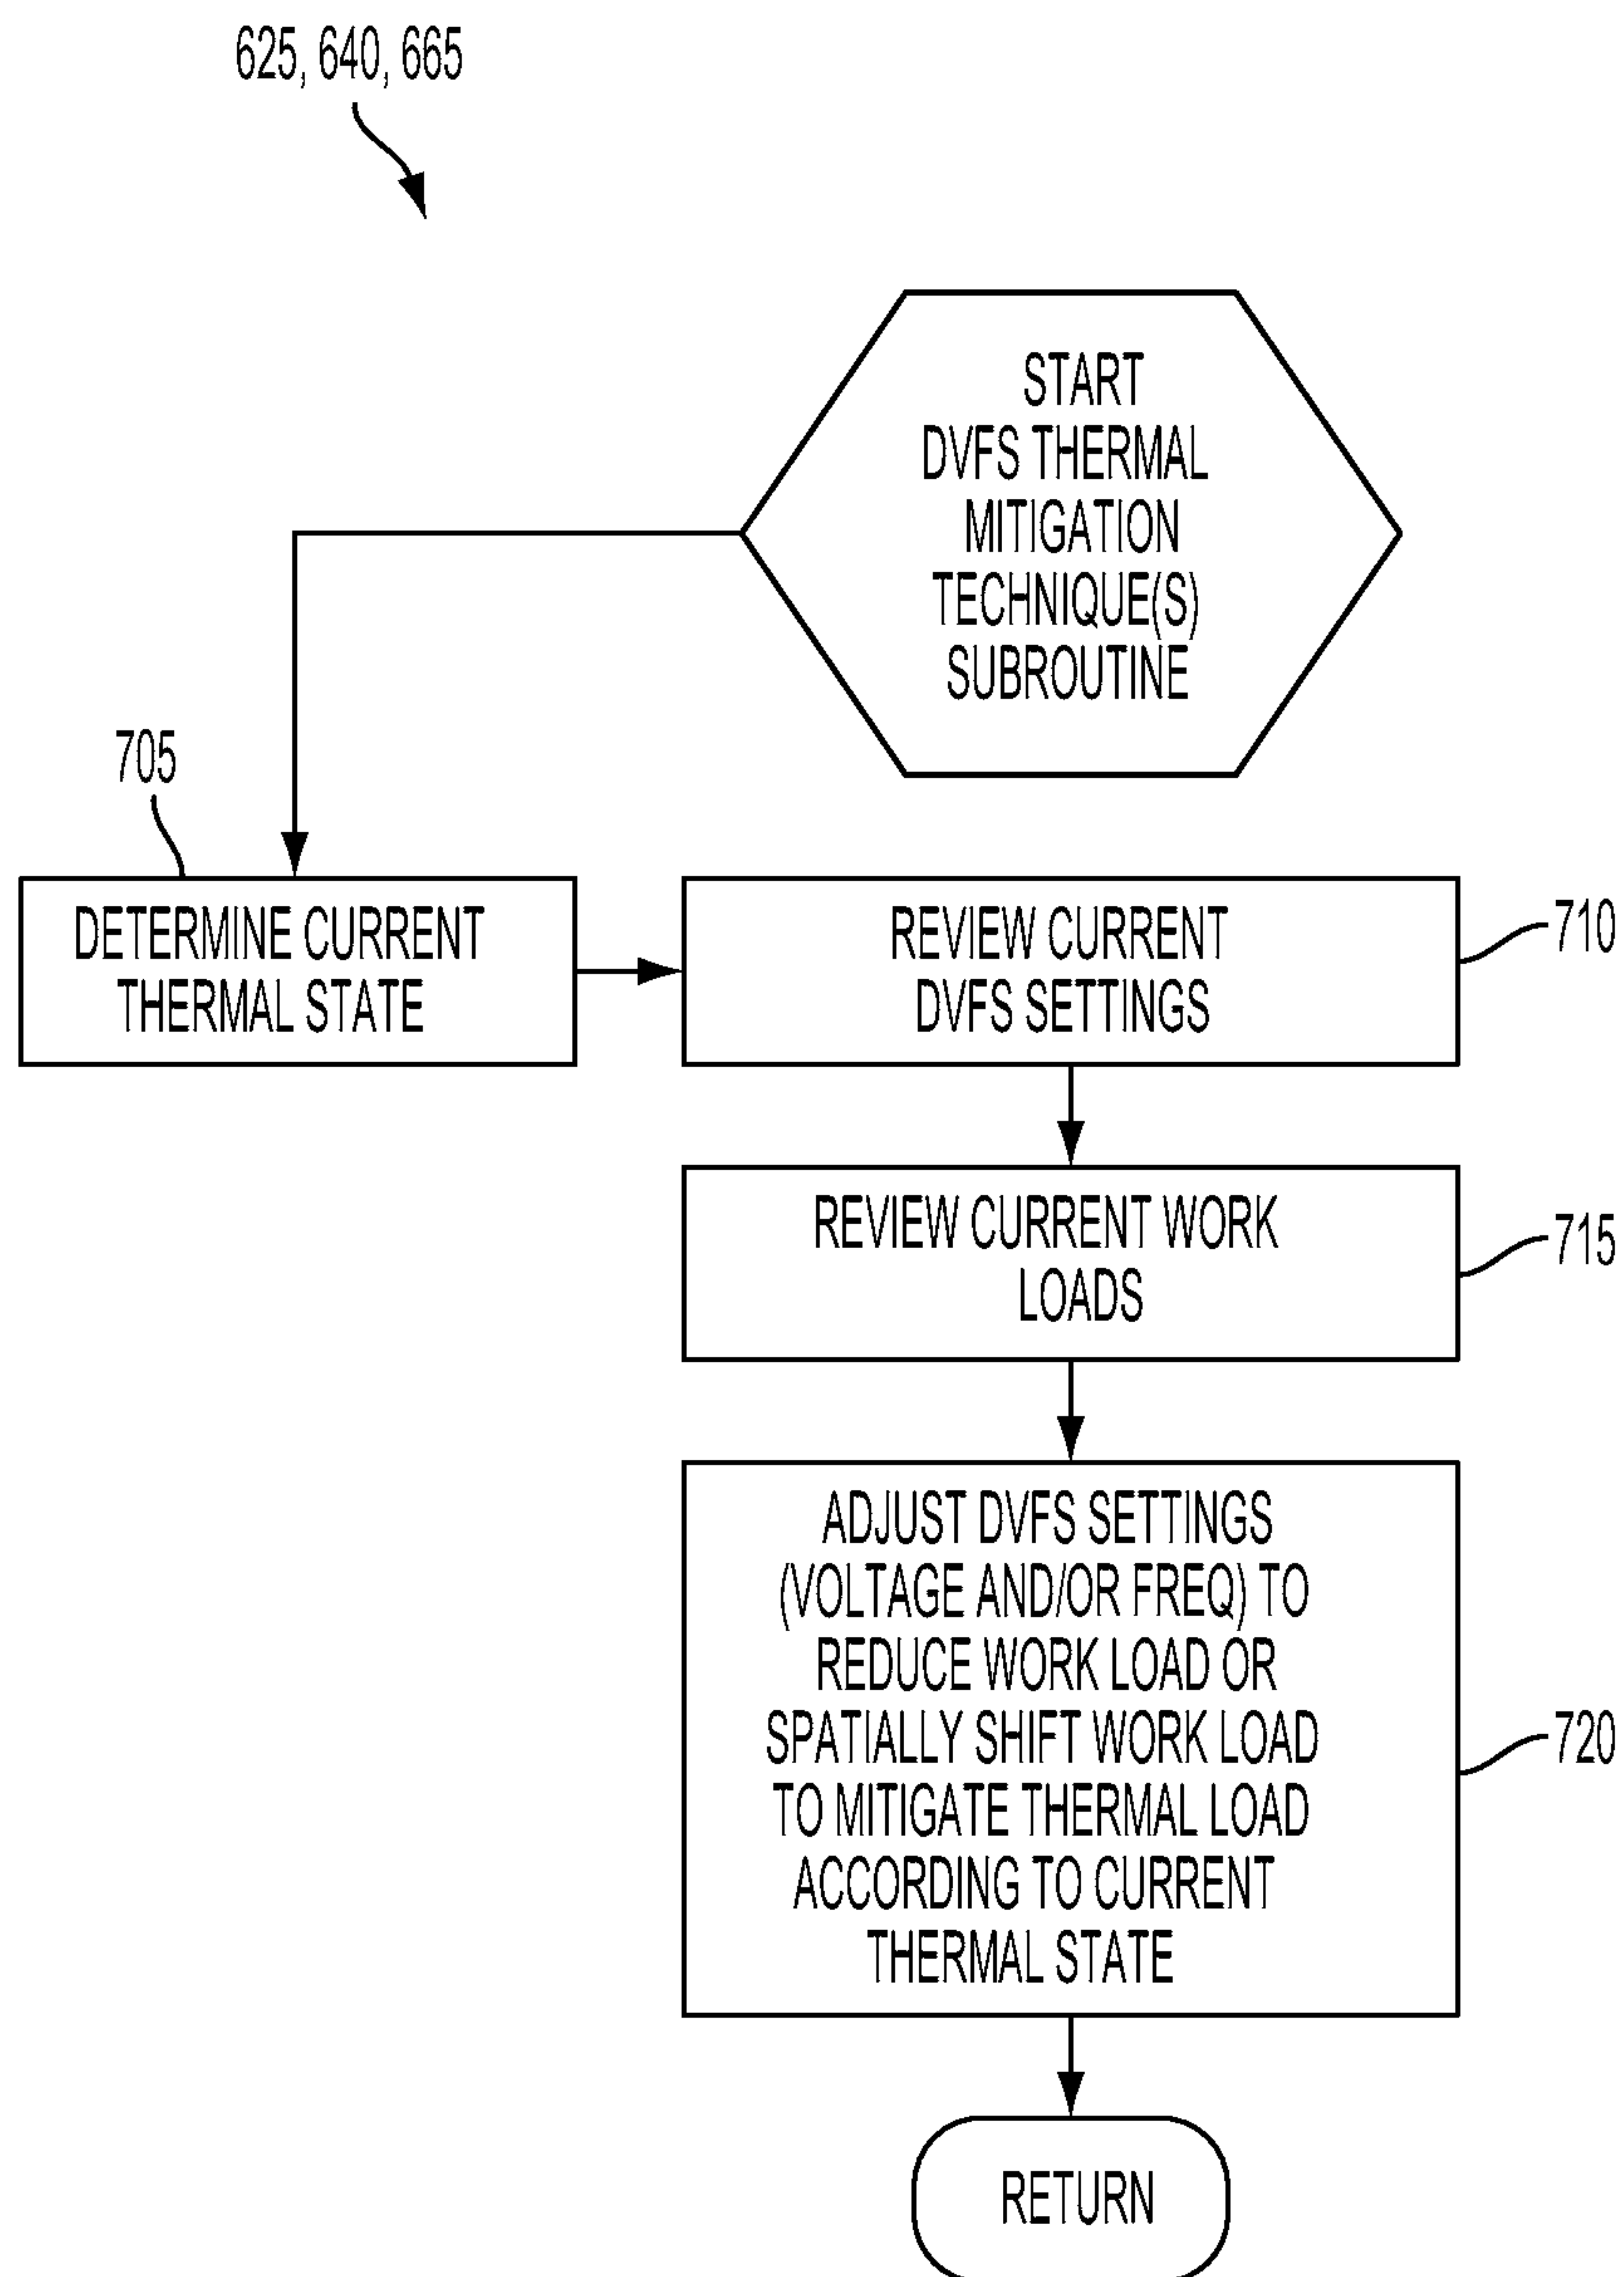 625, 640, 665
START
DVFS THERMAL
MITIGATION
TECHNIQUE(S)
SUBROUTINE
705
DETERMINE CURRENT
THERMAL STATE
REVIEW CURRENT
DVFS SETTINGS
710
REVIEW CURRENT WORK
LOADS
715
ADJUST DVFS SETTINGS
(VOLTAGE AND/OR FREQ) TO
REDUCE WORK LOAD OR
SPATIALLY SHIFT WORK LOAD
TO MITIGATE THERMAL LOAD
ACCORDING TO CURRENT
THERMAL STATE
720
RETURN